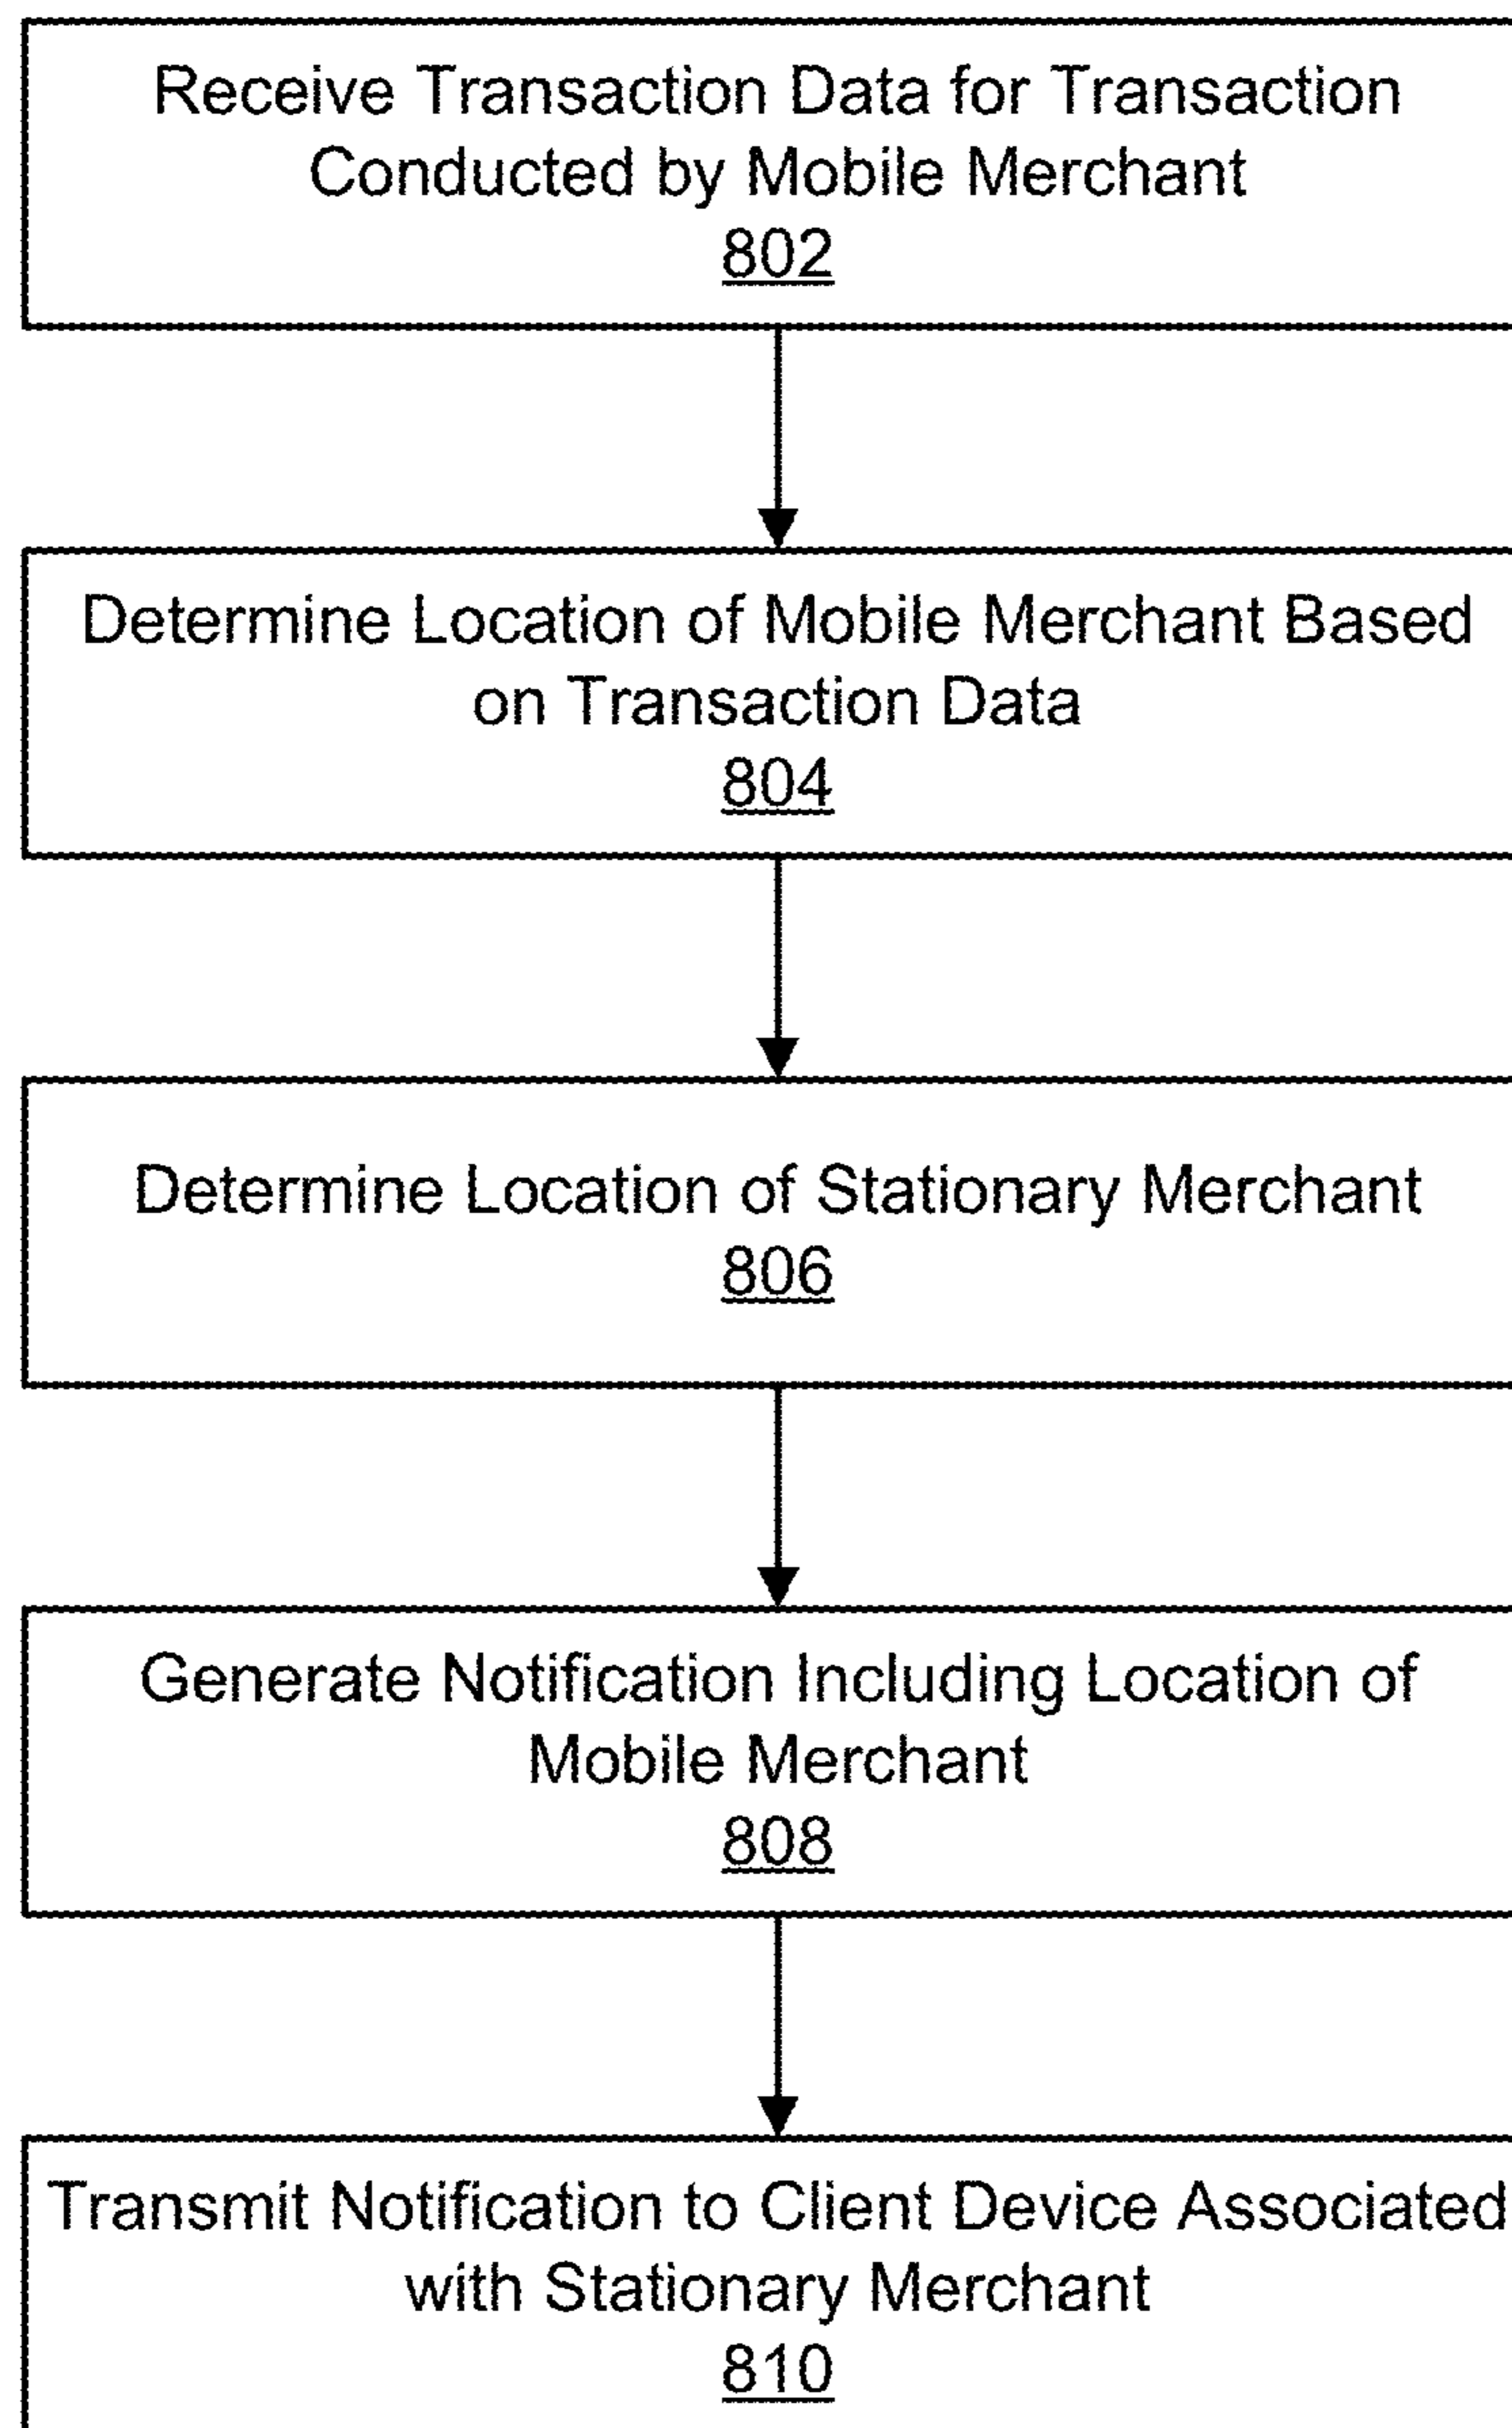 Receive Transaction Data for Transaction
Conducted by Mobile Merchant
802
Determine Location of Mobile Merchant Based
on Transaction Data
804
Determine Location of Stationary Merchant
806
Generate Notification Including Location of
Mobile Merchant
808
Transmit Notification to Client Device Associated
with Stationary Merchant
810